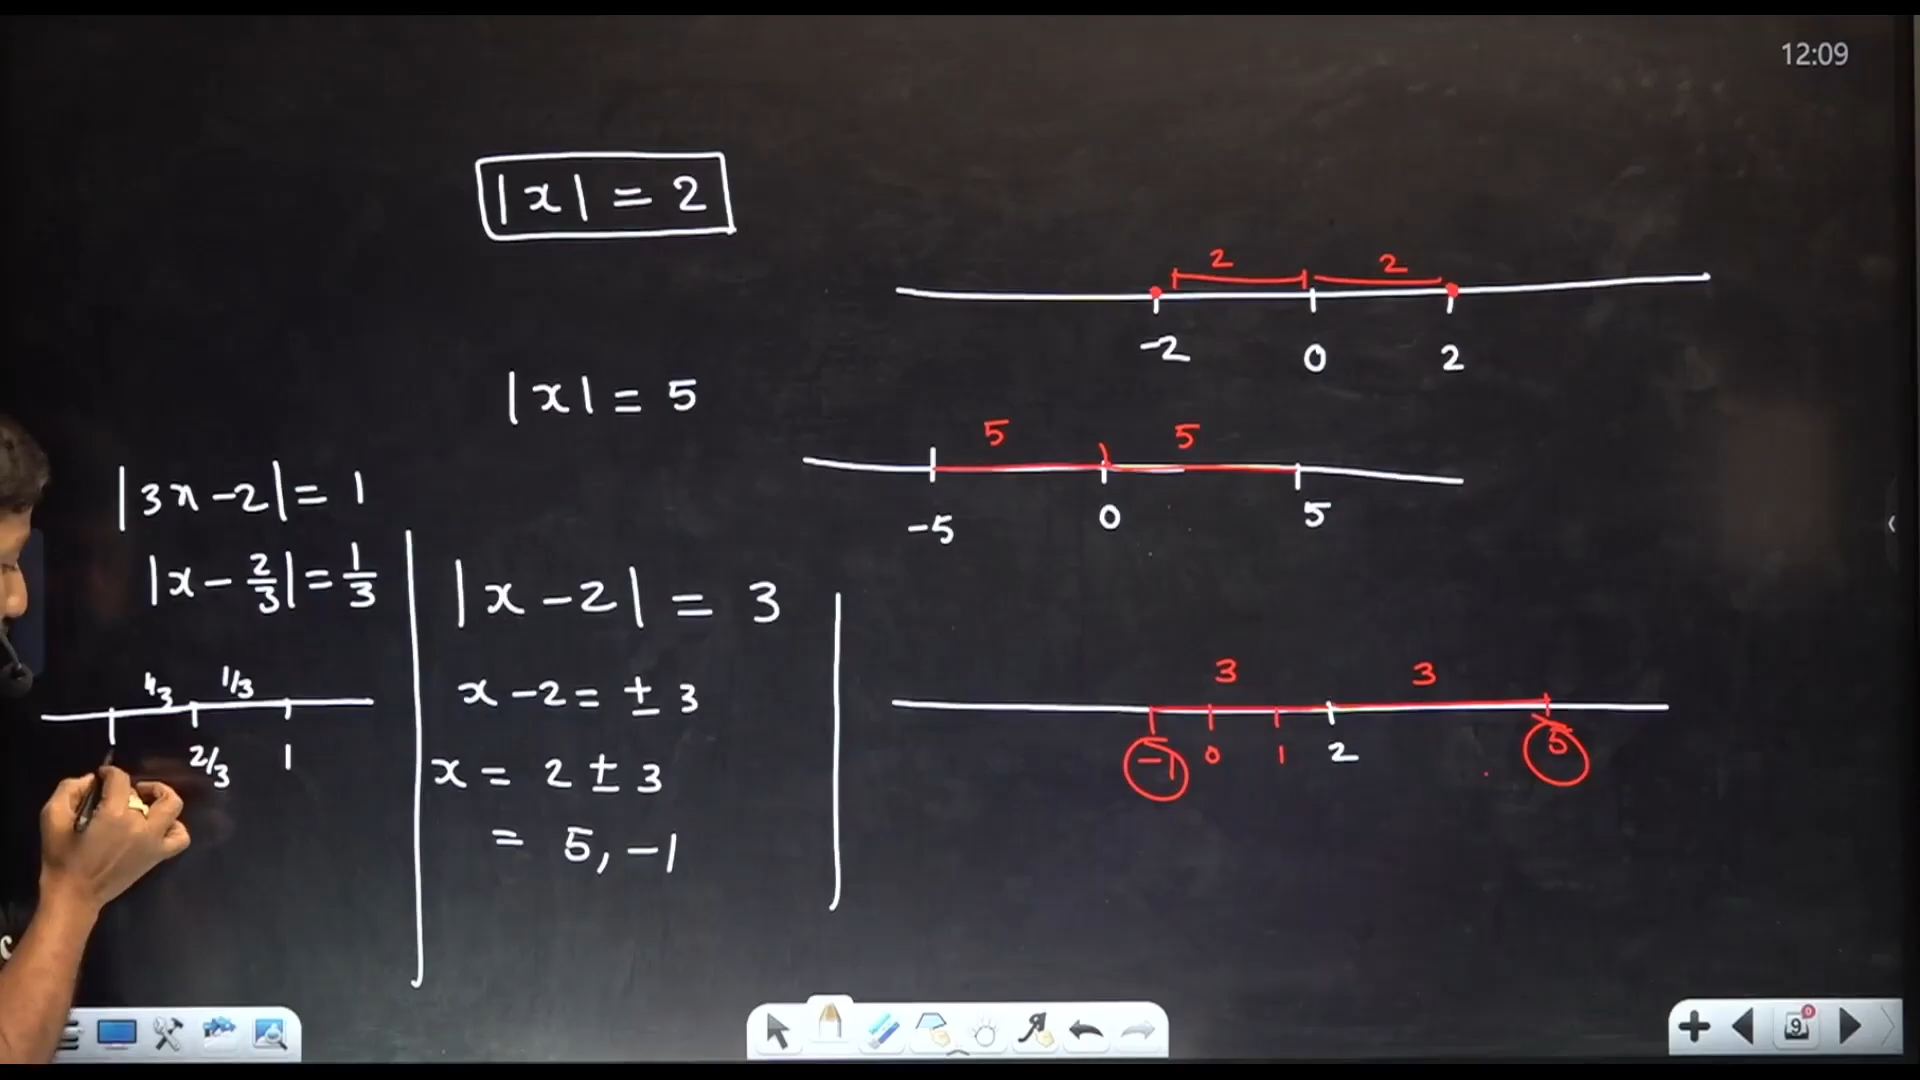 12:09
|x| = 2
2 2
-2 0 2
|x| = 5
5 5
-5 0 5
|3x-2| = 1
|x - 2/3| = 1/3
1/3 1/3
2/3 1
|x-2| = 3
x-2 = ± 3
x = 2 ± 3
= 5, -1
3 3
-1 0 1 2 5
9
0